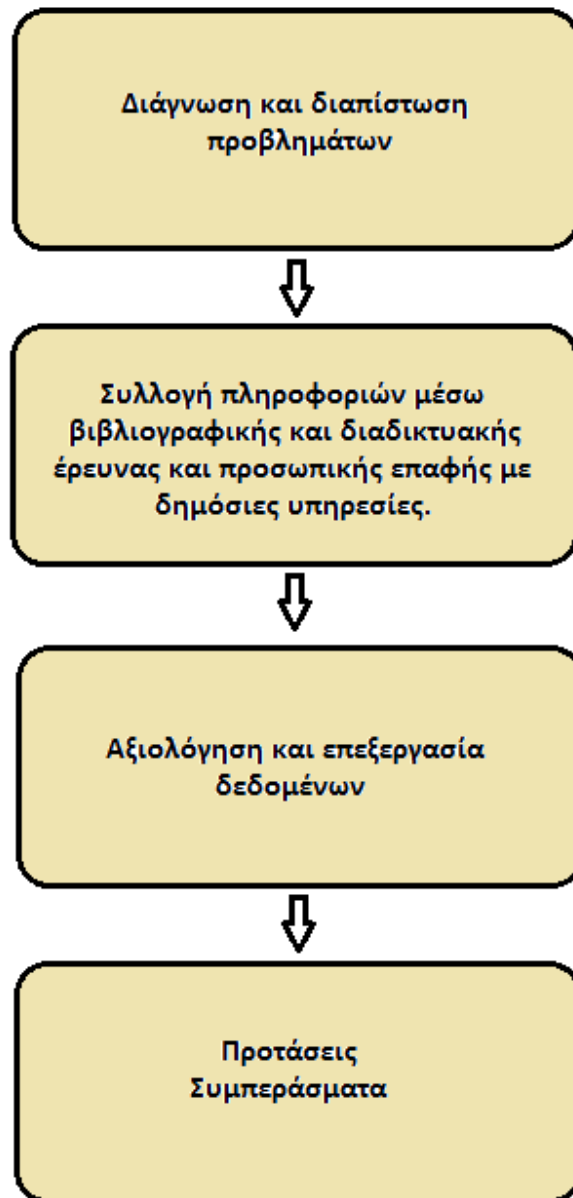 Διάγνωση και διαπίστωση
προβλημάτων
Συλλογή πληροφοριών μέσω
βιβλιογραφικής και διαδικτυακής
έρευνας και προσωπικής επαφής με
δημόσιες υπηρεσίες.
Αξιολόγηση και επεξεργασία
δεδομένων
Προτάσεις
Συμπεράσματα